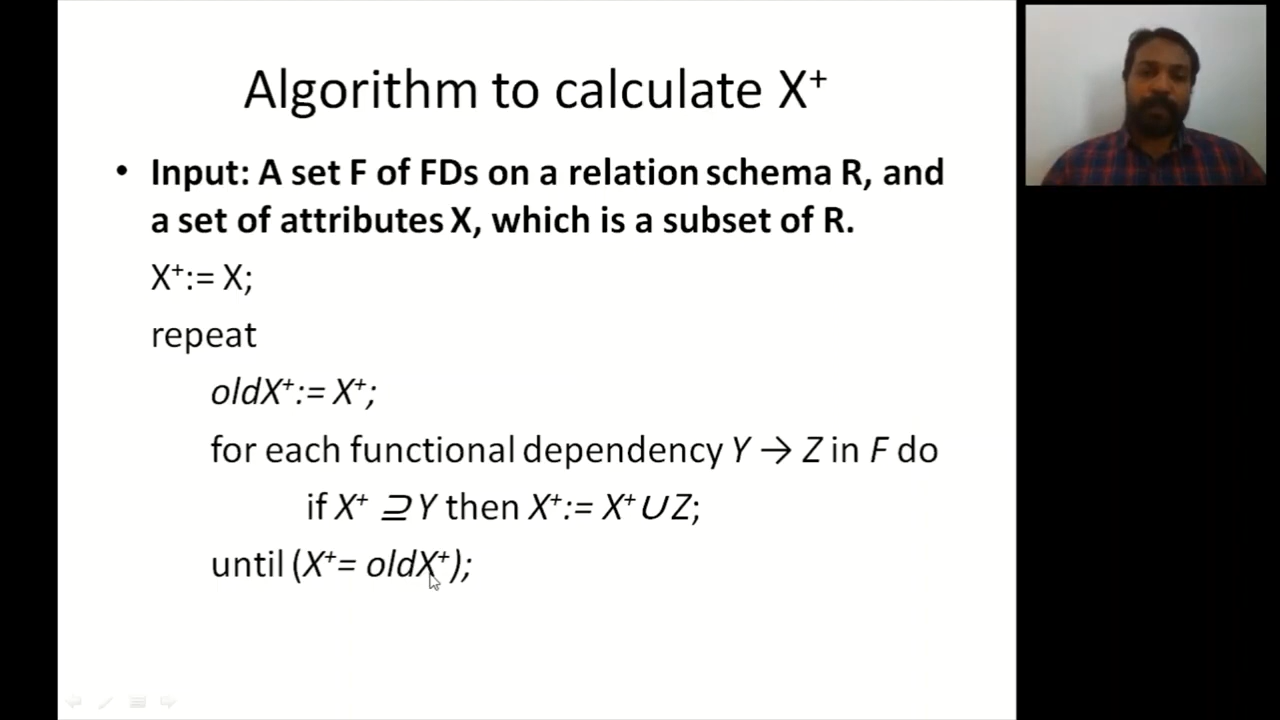 Algorithm to calculate X⁺
• Input: A set F of FDs on a relation schema R, and
a set of attributes X, which is a subset of R.
X⁺:= X;
repeat
oldX⁺:= X⁺;
for each functional dependency Y → Z in F do
if X⁺ ⊇ Y then X⁺:= X⁺ ∪ Z;
until (X⁺= oldX⁺);